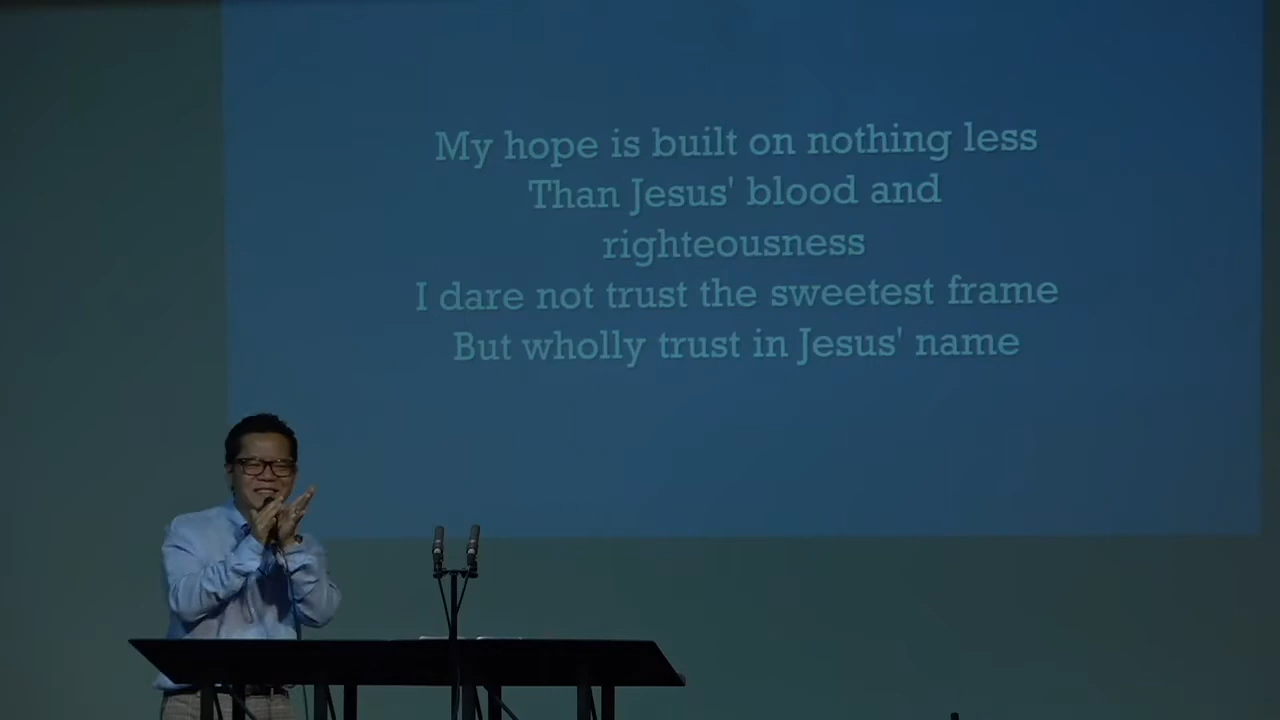 My hope is built on nothing less
Than Jesus' blood and
righteousness
I dare not trust the sweetest frame
But wholly trust in Jesus' name